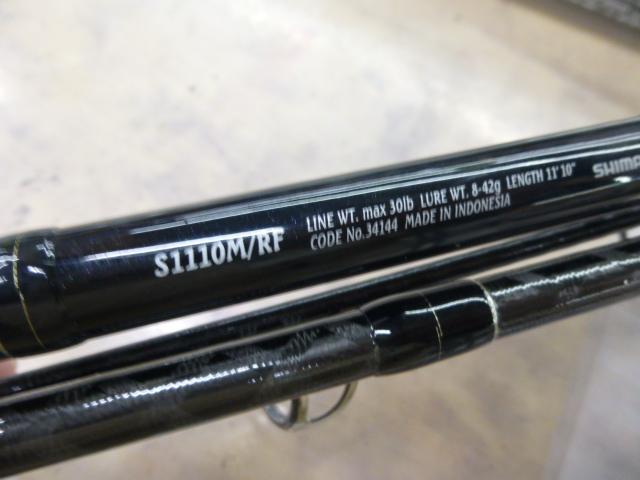 S1110M/RF
LINE WT. max 30lb LURE WT. 8-42g LENGTH 11'10"
CODE No.34144 MADE IN INDONESIA